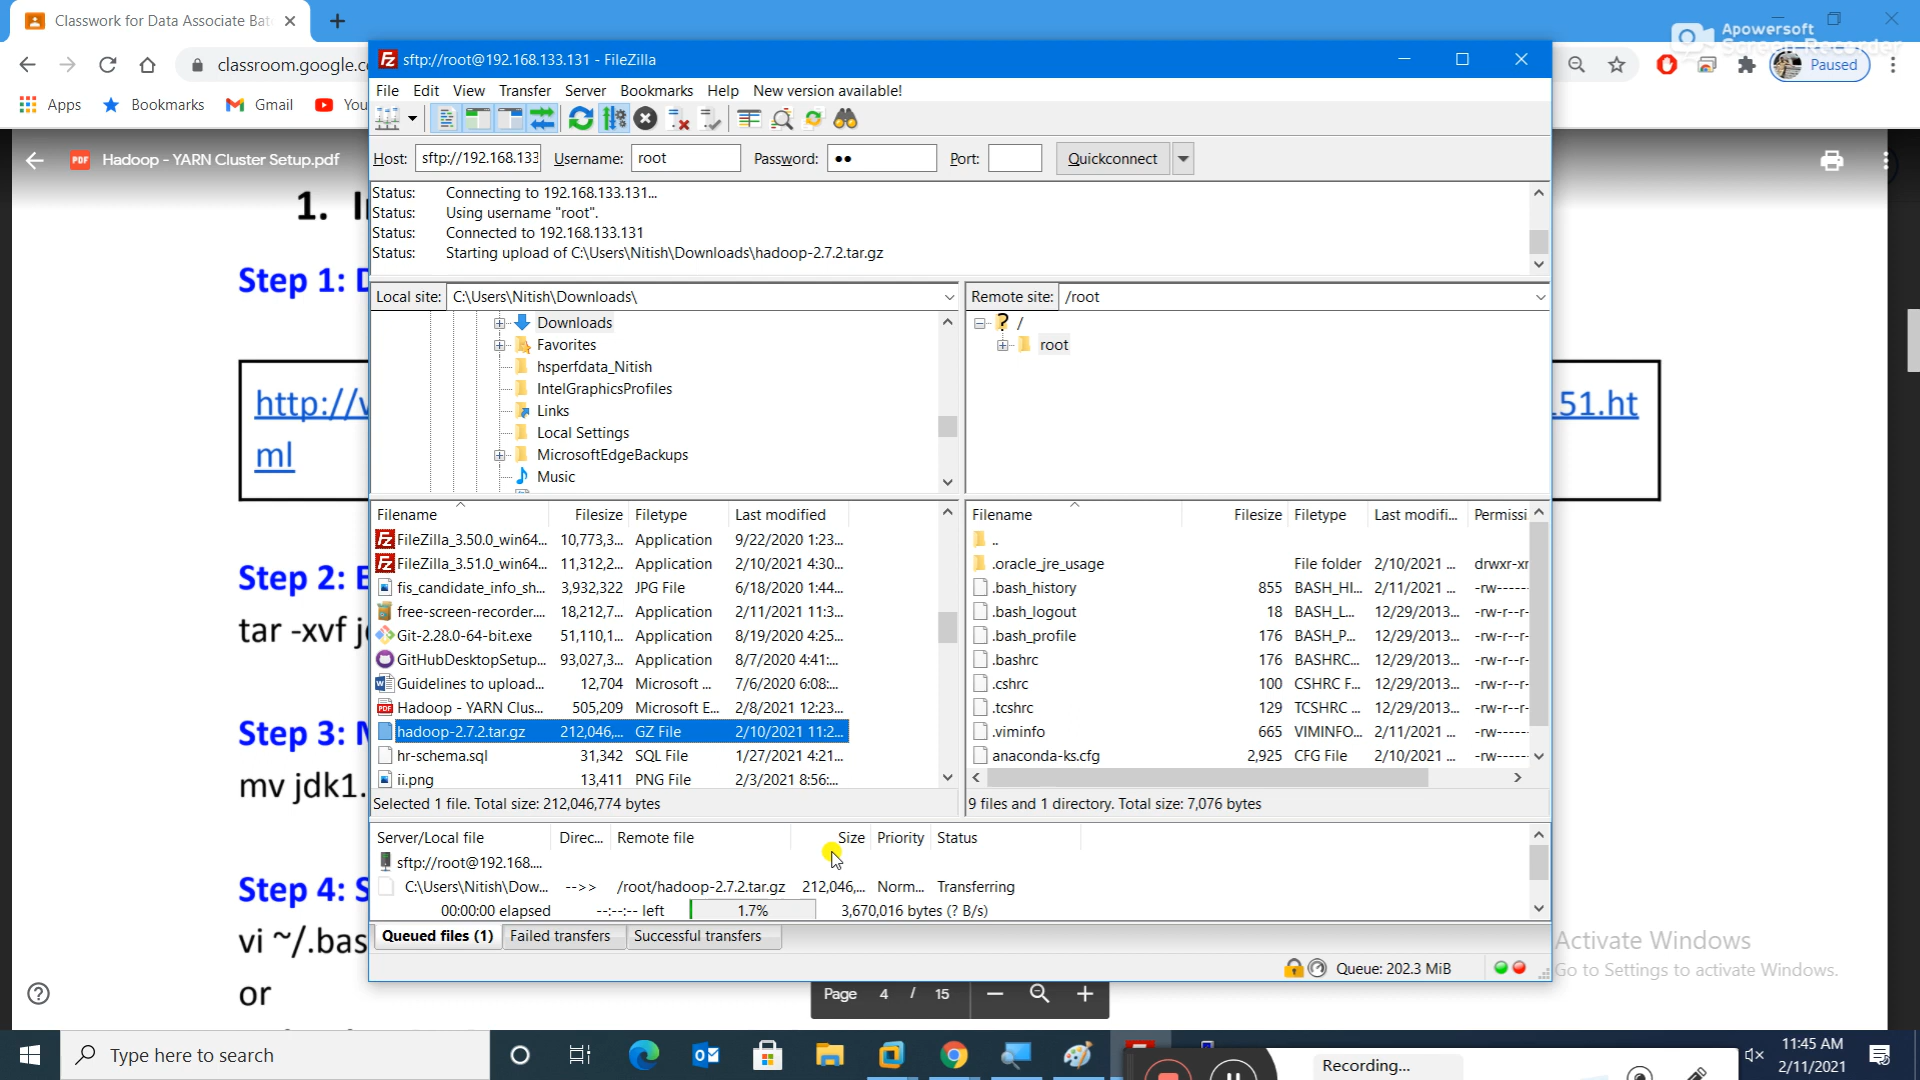 Classwork for Data Associate Bat
Apowersoft
Screen Recorder
classroom.google.c
Paused
Apps
Bookmarks
Gmail
You
Hadoop - YARN Cluster Setup.pdf
1. I
Step 1: D
http://v
51.ht
ml
Step 2: E
tar -xvf j
Step 3: M
mv jdk1.
Step 4: S
vi ~/.bas
or
sftp://root@192.168.133.131 - FileZilla
File Edit View Transfer Server Bookmarks Help New version available!
Host: sftp://192.168.133 Username: root Password: •• Port: Quickconnect
Status: Connecting to 192.168.133.131...
Status: Using username "root".
Status: Connected to 192.168.133.131
Status: Starting upload of C:\Users\Nitish\Downloads\hadoop-2.7.2.tar.gz
Local site: C:\Users\Nitish\Downloads\
Downloads
Favorites
hsperfdata_Nitish
IntelGraphicsProfiles
Links
Local Settings
MicrosoftEdgeBackups
Music
Remote site: /root
/
root
Filename Filesize Filetype Last modified
FileZilla_3.50.0_win64... 10,773,3... Application 9/22/2020 1:23...
FileZilla_3.51.0_win64... 11,312,2... Application 2/10/2021 4:30...
fis_candidate_info_sh... 3,932,322 JPG File 6/18/2020 1:44...
free-screen-recorder.... 18,212,7... Application 2/11/2021 11:3...
Git-2.28.0-64-bit.exe 51,110,1... Application 8/19/2020 4:25...
GitHubDesktopSetup... 93,027,3... Application 8/7/2020 4:41:...
Guidelines to upload... 12,704 Microsoft ... 7/6/2020 6:08:...
Hadoop - YARN Clus... 505,209 Microsoft E... 2/8/2021 12:23...
hadoop-2.7.2.tar.gz 212,046,... GZ File 2/10/2021 11:2...
hr-schema.sql 31,342 SQL File 1/27/2021 4:21...
ii.png 13,411 PNG File 2/3/2021 8:56:...
Selected 1 file. Total size: 212,046,774 bytes
Filename Filesize Filetype Last modifi... Permissi
..
.oracle_jre_usage File folder 2/10/2021 ... drwxr-xr
.bash_history 855 BASH_HI... 2/11/2021 ... -rw-----
.bash_logout 18 BASH_L... 12/29/2013... -rw-r--r-
.bash_profile 176 BASH_P... 12/29/2013... -rw-r--r-
.bashrc 176 BASHRC... 12/29/2013... -rw-r--r-
.cshrc 100 CSHRC F... 12/29/2013... -rw-r--r-
.tcshrc 129 TCSHRC ... 12/29/2013... -rw-r--r-
.viminfo 665 VIMINFO... 2/11/2021 ... -rw-----
anaconda-ks.cfg 2,925 CFG File 2/10/2021 ... -rw-----
9 files and 1 directory. Total size: 7,076 bytes
Server/Local file Direc... Remote file Size Priority Status
sftp://root@192.168....
C:\Users\Nitish\Dow... -->> /root/hadoop-2.7.2.tar.gz 212,046,... Norm... Transferring
00:00:00 elapsed --:--:-- left 1.7% 3,670,016 bytes (? B/s)
Queued files (1) Failed transfers Successful transfers
Queue: 202.3 MiB
Activate Windows
Go to Settings to activate Windows.
Page 4 / 15
Type here to search
Recording...
11:45 AM
2/11/2021